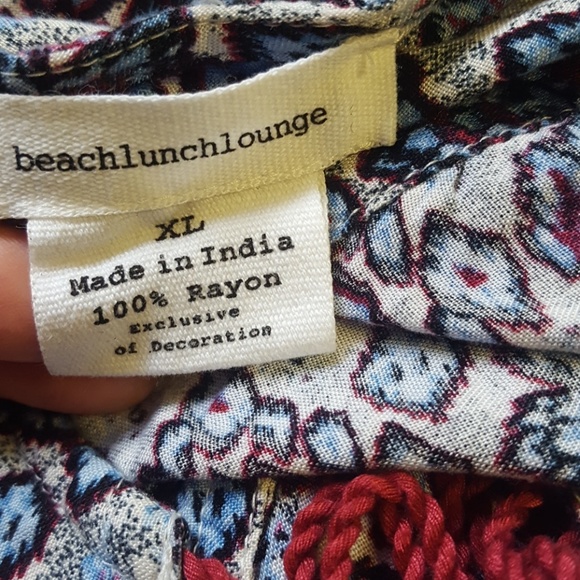 beachlunchlounge
XL
Made in India
100% Rayon
Exclusive
of Decoration